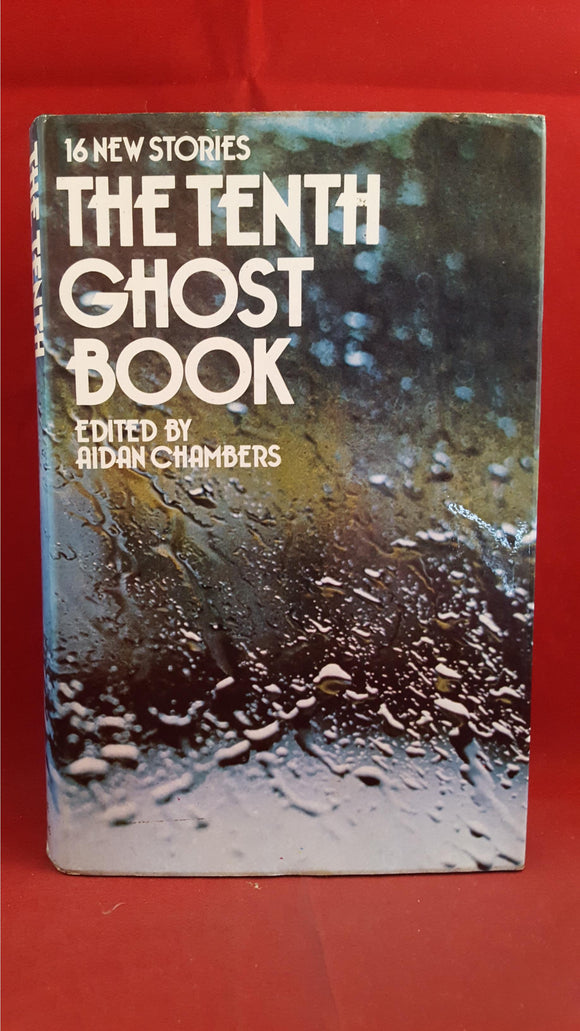 16 NEW STORIES
THE TENTH
GHOST
BOOK
EDITED BY
AIDAN CHAMBERS
THE TENTH